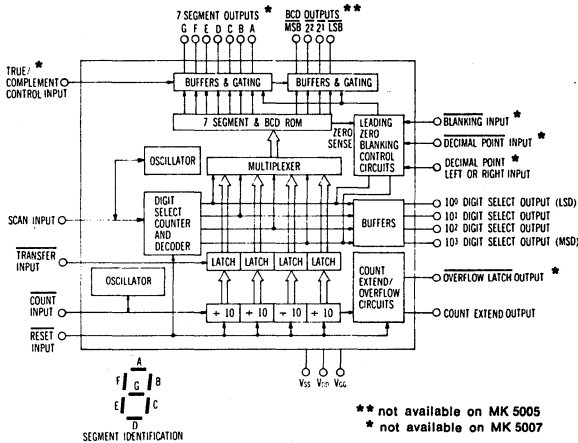 7-SEGMENT OUTPUTS *
G F E D C B A
BCD OUTPUTS **
MSB 2² 2¹ LSB
TRUE/
COMPLEMENT
CONTROL INPUT *
BUFFERS & GATING
BUFFERS & GATING
7 SEGMENT & BCD ROM
ZERO
SENSE
LEADING
ZERO
BLANKING
CONTROL
CIRCUITS
BLANKING INPUT *
DECIMAL POINT INPUT *
DECIMAL POINT *
LEFT OR RIGHT INPUT
OSCILLATOR
MULTIPLEXER
SCAN INPUT
DIGIT
SELECT
COUNTER
AND
DECODER
BUFFERS
10⁰ DIGIT SELECT OUTPUT (LSD)
10¹ DIGIT SELECT OUTPUT
10² DIGIT SELECT OUTPUT
10³ DIGIT SELECT OUTPUT (MSD)
TRANSFER
INPUT
LATCH LATCH LATCH LATCH
OSCILLATOR
COUNT
EXTEND/
OVERFLOW
CIRCUITS
OVERFLOW LATCH OUTPUT *
COUNT
INPUT
÷ 10 ÷ 10 ÷ 10 ÷ 10
COUNT EXTEND OUTPUT
RESET
INPUT
VSS VDD VGG
A
F B
G
E C
D
SEGMENT IDENTIFICATION
** not available on MK 5005
* not available on MK 5007